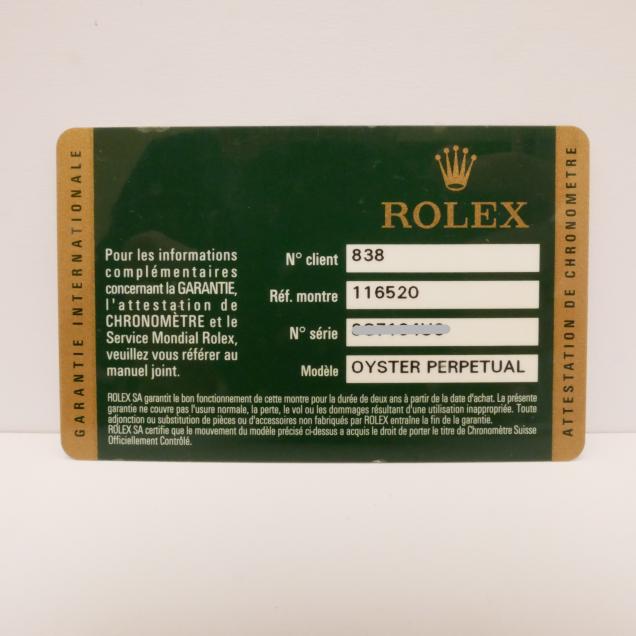 GARANTIE INTERNATIONALE
ROLEX
Pour les informations
complémentaires
concernant la GARANTIE,
l'attestation de
CHRONOMÈTRE et le
Service Mondial Rolex,
veuillez vous référer au
manuel joint.
N° client 838
Réf. montre 116520
N° série
Modèle OYSTER PERPETUAL
ROLEX SA garantit le bon fonctionnement de cette montre pour la durée de deux ans à partir de la date d'achat. La présente
garantie ne couvre pas l'usure normale, la perte, le vol ou les dommages résultant d'une utilisation inappropriée. Toute
adjonction ou substitution de pièces ou d'accessoires non fabriqués par ROLEX entraîne la fin de la garantie.
ROLEX SA certifie que le mouvement du modèle précisé ci-dessus a acquis le droit de porter le titre de Chronomètre Suisse
Officiellement Contrôlé.
ATTESTATION DE CHRONOMETRE